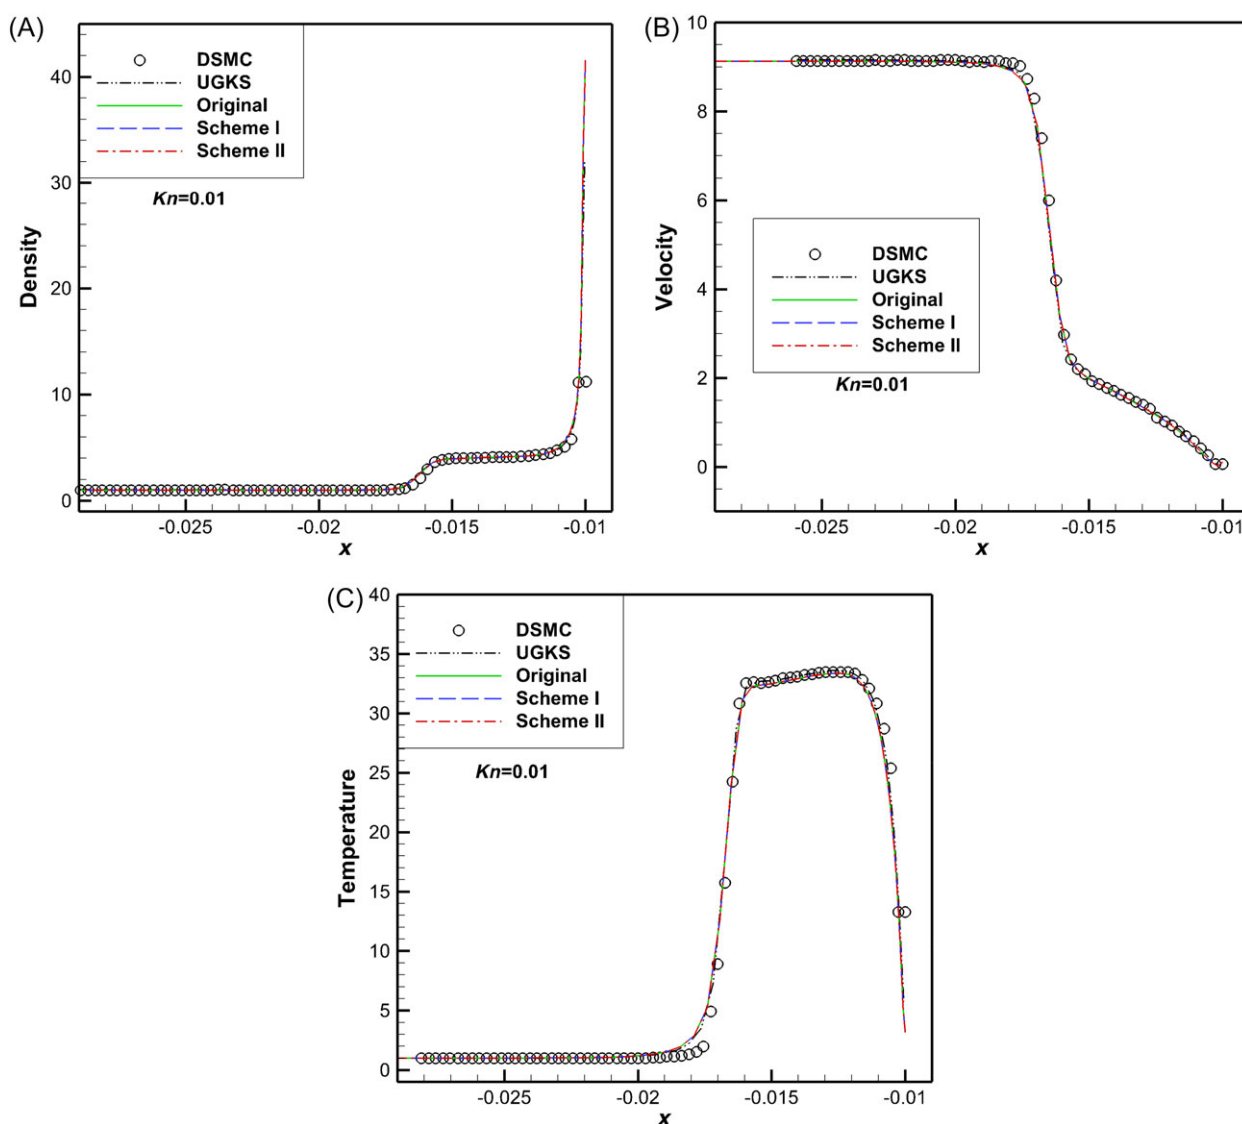 (A)
DSMC
UGKS
Original
Scheme I
Scheme II
Kn=0.01
Density
40
30
20
10
0
-0.025
-0.02
-0.015
-0.01
x
(B)
10
8
6
4
2
0
Velocity
DSMC
UGKS
Original
Scheme I
Scheme II
Kn=0.01
-0.025
-0.02
-0.015
-0.01
x
(C)
40
35
30
25
20
15
10
5
0
Temperature
DSMC
UGKS
Original
Scheme I
Scheme II
Kn=0.01
-0.025
-0.02
-0.015
-0.01
x